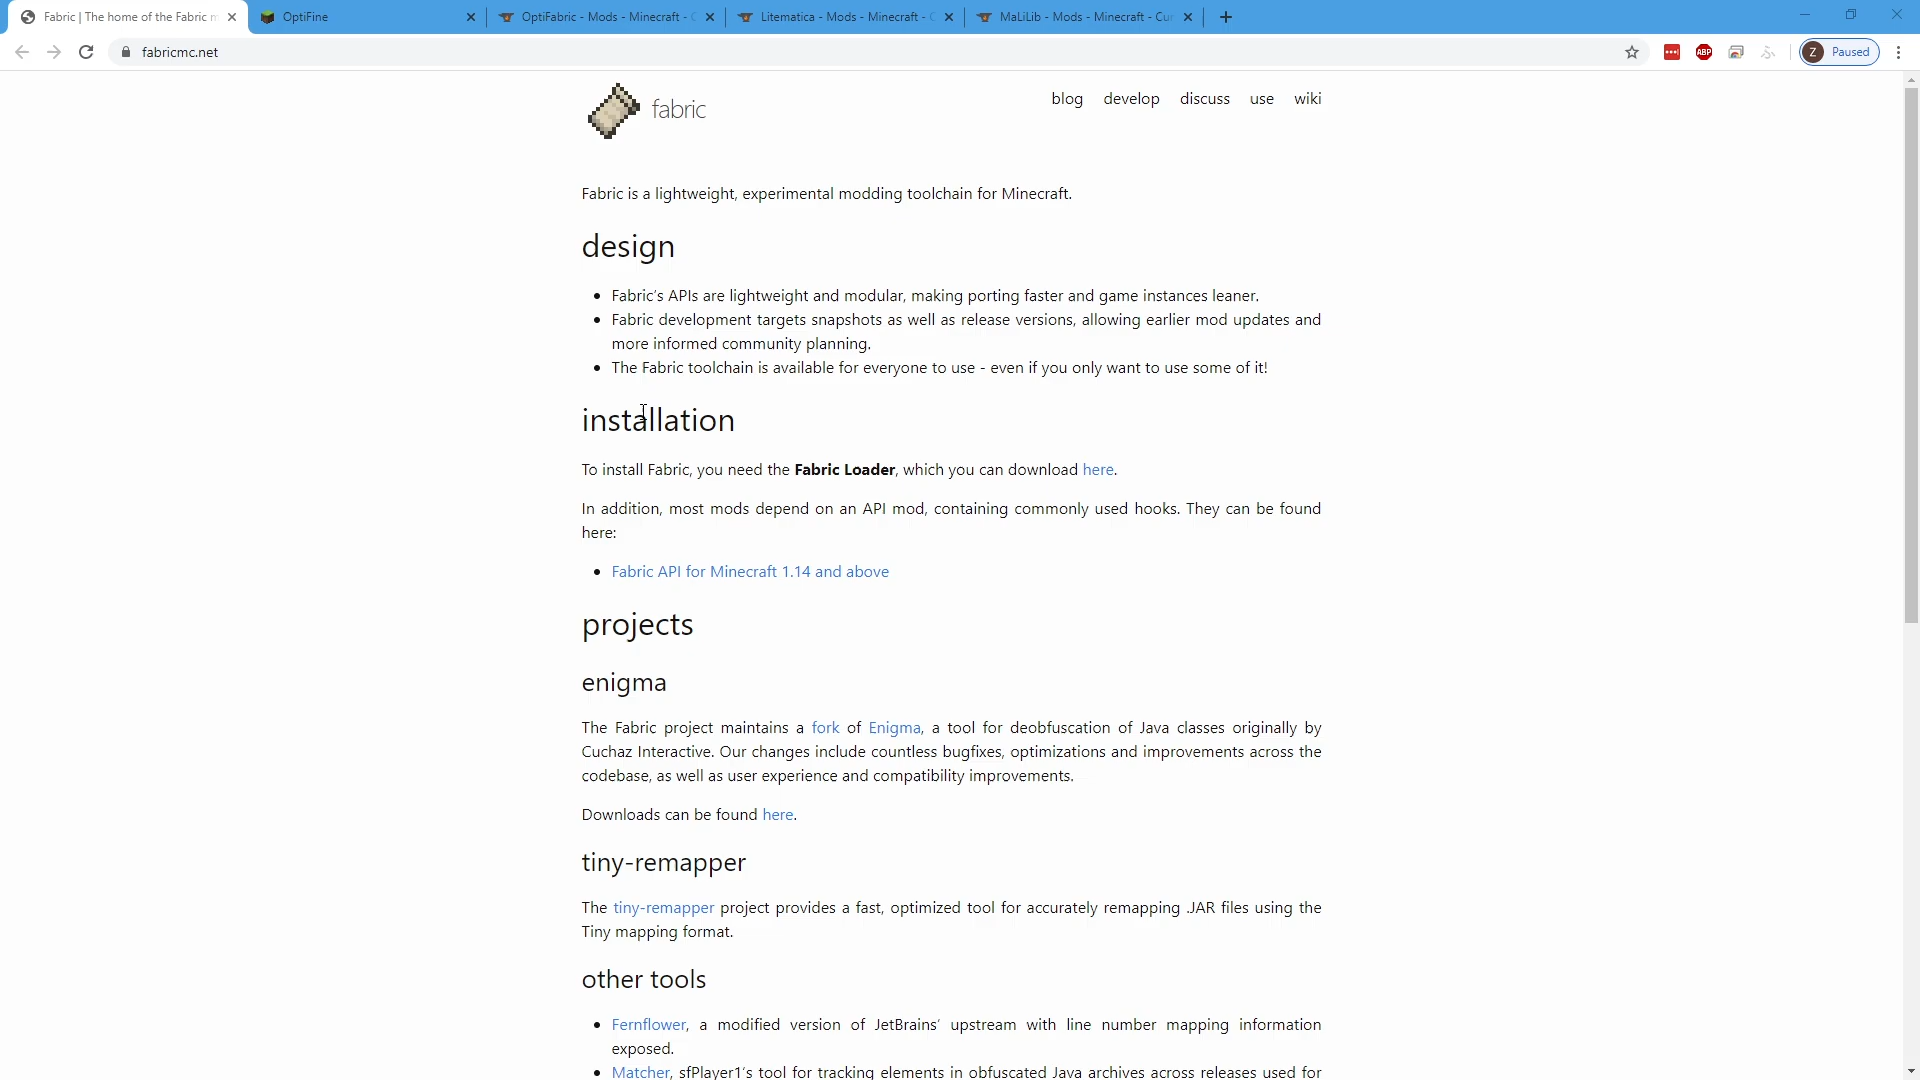 Fabric | The home of the Fabric m
OptiFine
OptiFabric - Mods - Minecraft - C
Litematica - Mods - Minecraft - C
MaLiLib - Mods - Minecraft - Cur
fabricmc.net
ABP
Z Paused
fabric
blog develop discuss use wiki
Fabric is a lightweight, experimental modding toolchain for Minecraft.
design
• Fabric's APIs are lightweight and modular, making porting faster and game instances leaner.
• Fabric development targets snapshots as well as release versions, allowing earlier mod updates and
more informed community planning.
• The Fabric toolchain is available for everyone to use - even if you only want to use some of it!
installation
To install Fabric, you need the Fabric Loader, which you can download here.
In addition, most mods depend on an API mod, containing commonly used hooks. They can be found
here:
• Fabric API for Minecraft 1.14 and above
projects
enigma
The Fabric project maintains a fork of Enigma, a tool for deobfuscation of Java classes originally by
Cuchaz Interactive. Our changes include countless bugfixes, optimizations and improvements across the
codebase, as well as user experience and compatibility improvements.
Downloads can be found here.
tiny-remapper
The tiny-remapper project provides a fast, optimized tool for accurately remapping .JAR files using the
Tiny mapping format.
other tools
• Fernflower, a modified version of JetBrains' upstream with line number mapping information
exposed.
• Matcher, sfPlayer1's tool for tracking elements in obfuscated Java archives across releases used for